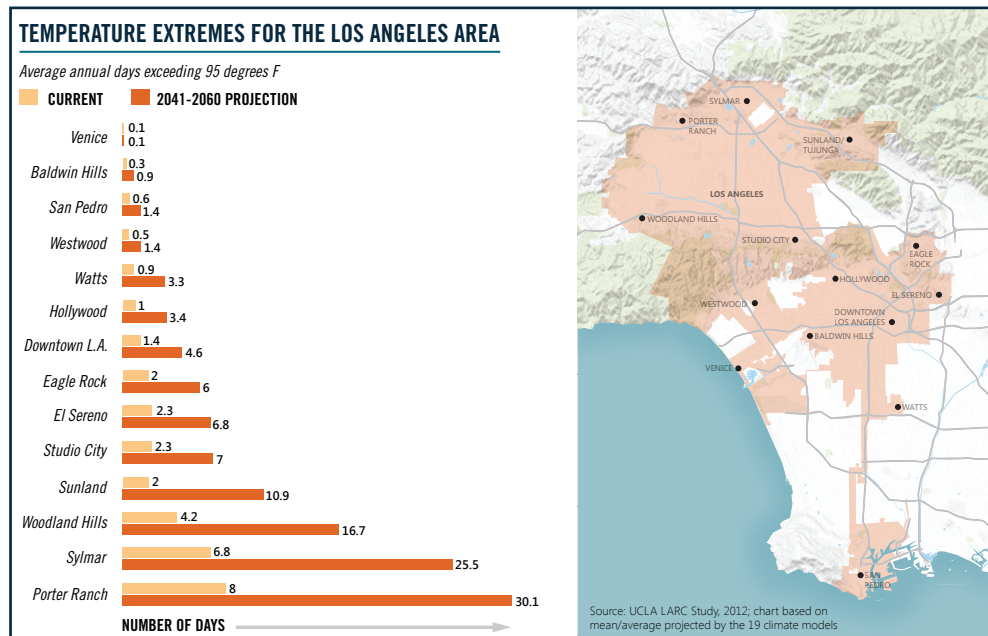 TEMPERATURE EXTREMES FOR THE LOS ANGELES AREA
Average annual days exceeding 95 degrees F
CURRENT 2041-2060 PROJECTION
Venice 0.1
0.1
Baldwin Hills 0.3
0.9
San Pedro 0.6
1.4
Westwood 0.5
1.4
Watts 0.9
3.3
Hollywood 1
3.4
Downtown L.A. 1.4
4.6
Eagle Rock 2
6
El Sereno 2.3
6.8
Studio City 2.3
7
Sunland 2
10.9
Woodland Hills 4.2
16.7
Sylmar 6.8
25.5
Porter Ranch 8
30.1
NUMBER OF DAYS
SYLMAR
PORTER
RANCH
SUNLAND/
TUJUNGA
LOS ANGELES
WOODLAND HILLS
STUDIO CITY
EAGLE
ROCK
HOLLYWOOD
EL SERENO
WESTWOOD
DOWNTOWN
LOS ANGELES
BALDWIN HILLS
VENICE
WATTS
SAN
PEDRO
Source: UCLA LARC Study, 2012; chart based on
mean/average projected by the 19 climate models